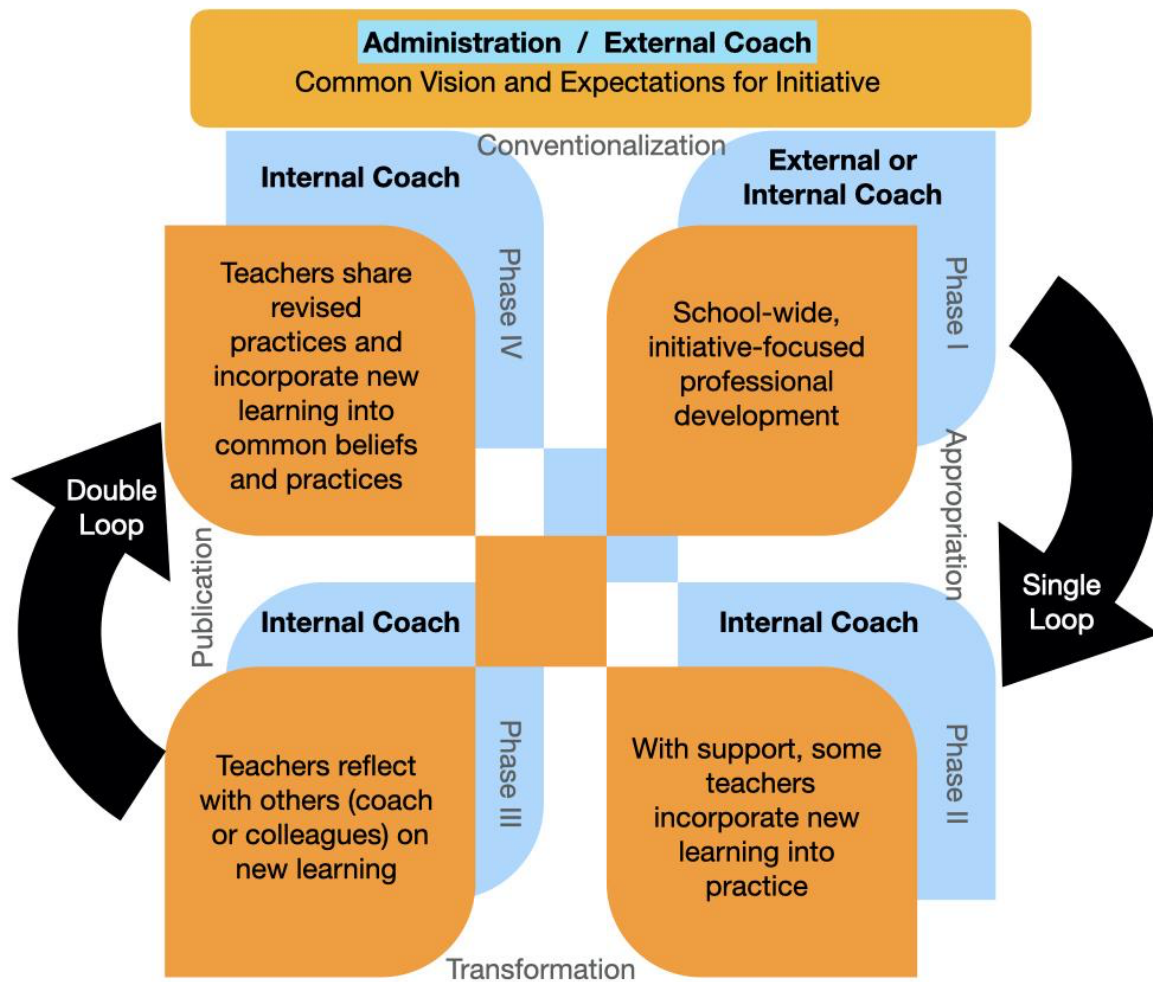 Administration / External Coach
Common Vision and Expectations for Initiative
Conventionalization
Internal Coach
Phase IV
Teachers share
revised
practices and
incorporate new
learning into
common beliefs
and practices
External or
Internal Coach
Phase I
School-wide,
initiative-focused
professional
development
Appropriation
Single
Loop
Internal Coach
Phase II
With support, some
teachers
incorporate new
learning into
practice
Transformation
Internal Coach
Phase III
Teachers reflect
with others (coach
or colleagues) on
new learning
Publication
Double
Loop